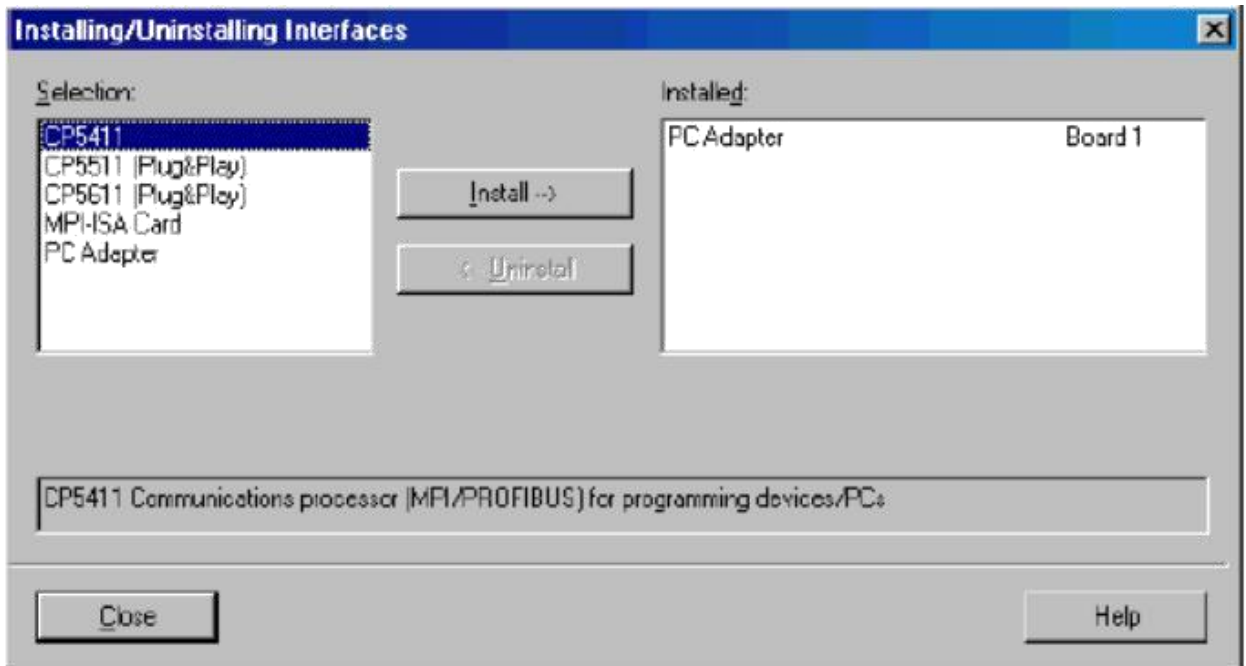 Installing/Uninstalling Interfaces
Selection:
Installed:
CP5411
CP5511 (Plug&Play)
CP5611 (Plug&Play)
MPI-ISA Card
PC Adapter
Install -->
< Uninstall
PC Adapter Board 1
CP5411 Communications processor (MPI/PROFIBUS) for programming devices/PCs
Close
Help